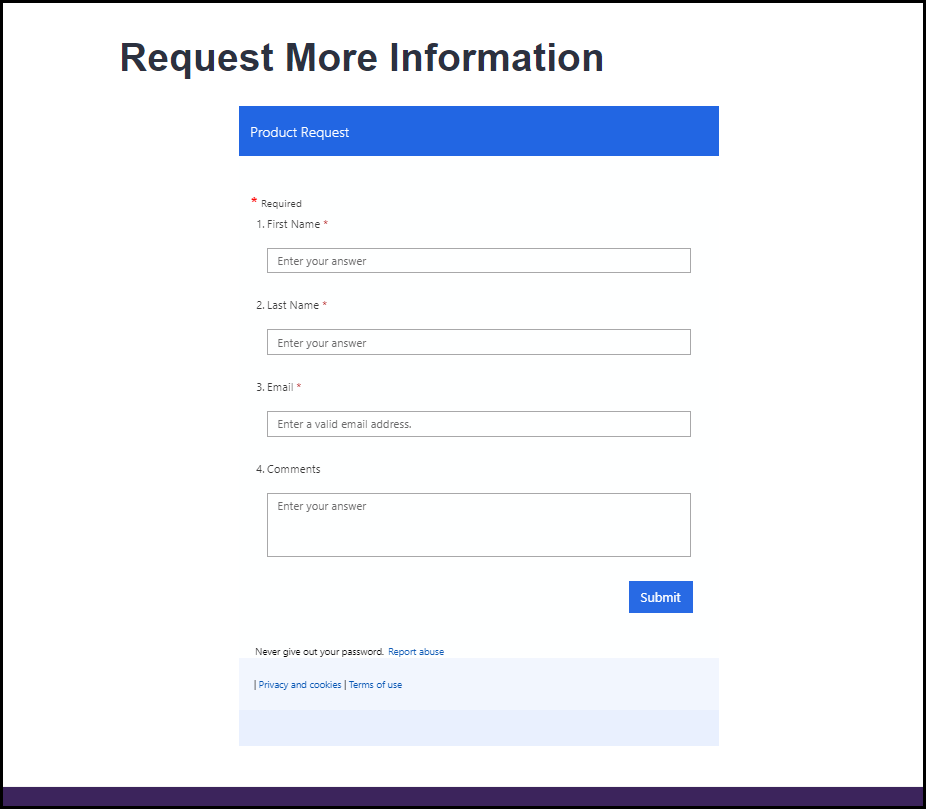 Request More Information
Product Request
* Required
1. First Name *
Enter your answer
2. Last Name *
Enter your answer
3. Email *
Enter a valid email address.
4. Comments
Enter your answer
Submit
Never give out your password. Report abuse
| Privacy and cookies | Terms of use